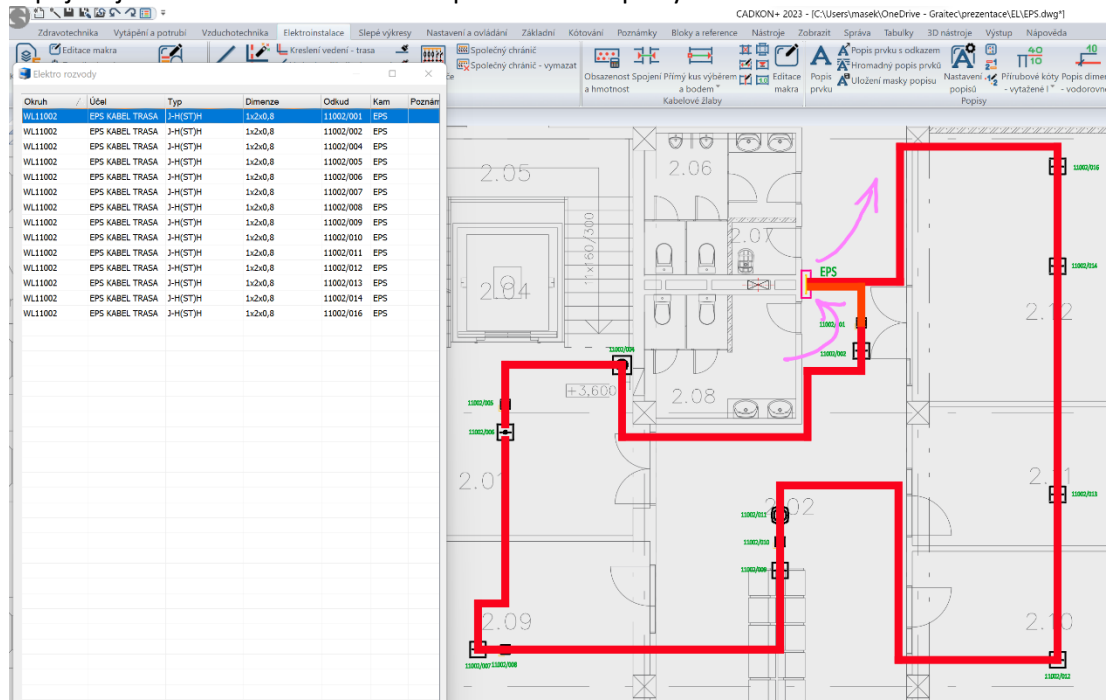 CADKON+ 2023 - [C:\Users\masek\OneDrive - Graitec\prezentace\EL\EPS.dwg*]
Zdravotechnika Vytápění a potrubí Vzduchotechnika Elektroinstalace Slepé výkresy Nastavení a ovládání Základní Kótování Poznámky Bloky a reference Nástroje Zobrazit Správa Tabulky 3D nástroje Výstup Nápověda
Editace makra
Kreslení vedení - trasa
Společný chránič
Společný chránič - vymazat
Obsazenost a hmotnost
Spojení
Přímý kus výběrem a bodem
Editace makra
Kabelové žlaby
Popis prvku
Popis prvku s odkazem
Hromadný popis prvků
Uložení masky popisu
Nastavení popisů
Přírubové kóty - vytažené I
Popis dimen
- vodorovn
Popisy
Elektro rozvody
Okruh Účel Typ Dimenze Odkud Kam Poznám
WL11002 EPS KABEL TRASA J-H(ST)H 1x2x0,8 11002/001 EPS
WL11002 EPS KABEL TRASA J-H(ST)H 1x2x0,8 11002/002 EPS
WL11002 EPS KABEL TRASA J-H(ST)H 1x2x0,8 11002/004 EPS
WL11002 EPS KABEL TRASA J-H(ST)H 1x2x0,8 11002/005 EPS
WL11002 EPS KABEL TRASA J-H(ST)H 1x2x0,8 11002/006 EPS
WL11002 EPS KABEL TRASA J-H(ST)H 1x2x0,8 11002/007 EPS
WL11002 EPS KABEL TRASA J-H(ST)H 1x2x0,8 11002/008 EPS
WL11002 EPS KABEL TRASA J-H(ST)H 1x2x0,8 11002/009 EPS
WL11002 EPS KABEL TRASA J-H(ST)H 1x2x0,8 11002/010 EPS
WL11002 EPS KABEL TRASA J-H(ST)H 1x2x0,8 11002/011 EPS
WL11002 EPS KABEL TRASA J-H(ST)H 1x2x0,8 11002/012 EPS
WL11002 EPS KABEL TRASA J-H(ST)H 1x2x0,8 11002/013 EPS
WL11002 EPS KABEL TRASA J-H(ST)H 1x2x0,8 11002/014 EPS
WL11002 EPS KABEL TRASA J-H(ST)H 1x2x0,8 11002/016 EPS
2.05
2.06
11002/016
11x160/300
2.07
EPS
11002/014
2.04
2.12
11002/002
11002/004
+3,600
2.08
11002/005
11002/006
2.01
2.11
11002/013
11002/011
2.02
11002/010
11002/009
2.09
2.10
11002/007 11002/008
11002/012